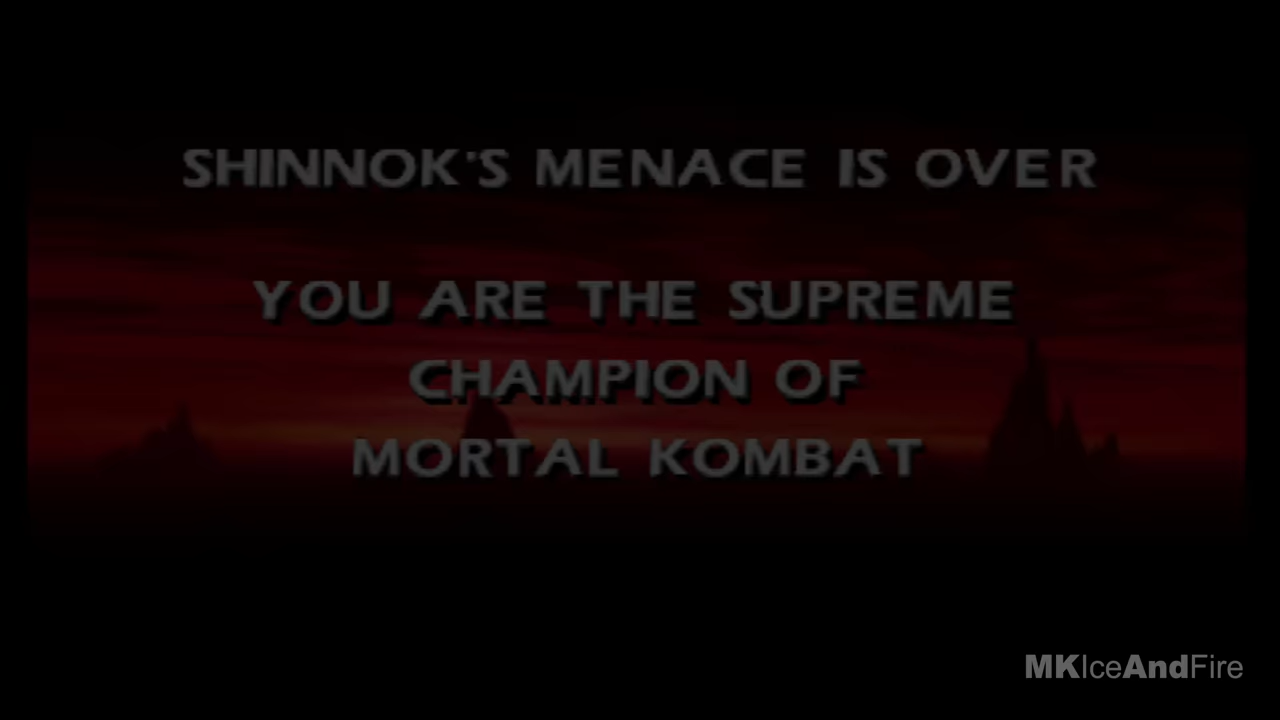 SHINNOK'S MENACE IS OVER
YOU ARE THE SUPREME
CHAMPION OF
MORTAL KOMBAT
MKIceAndFire